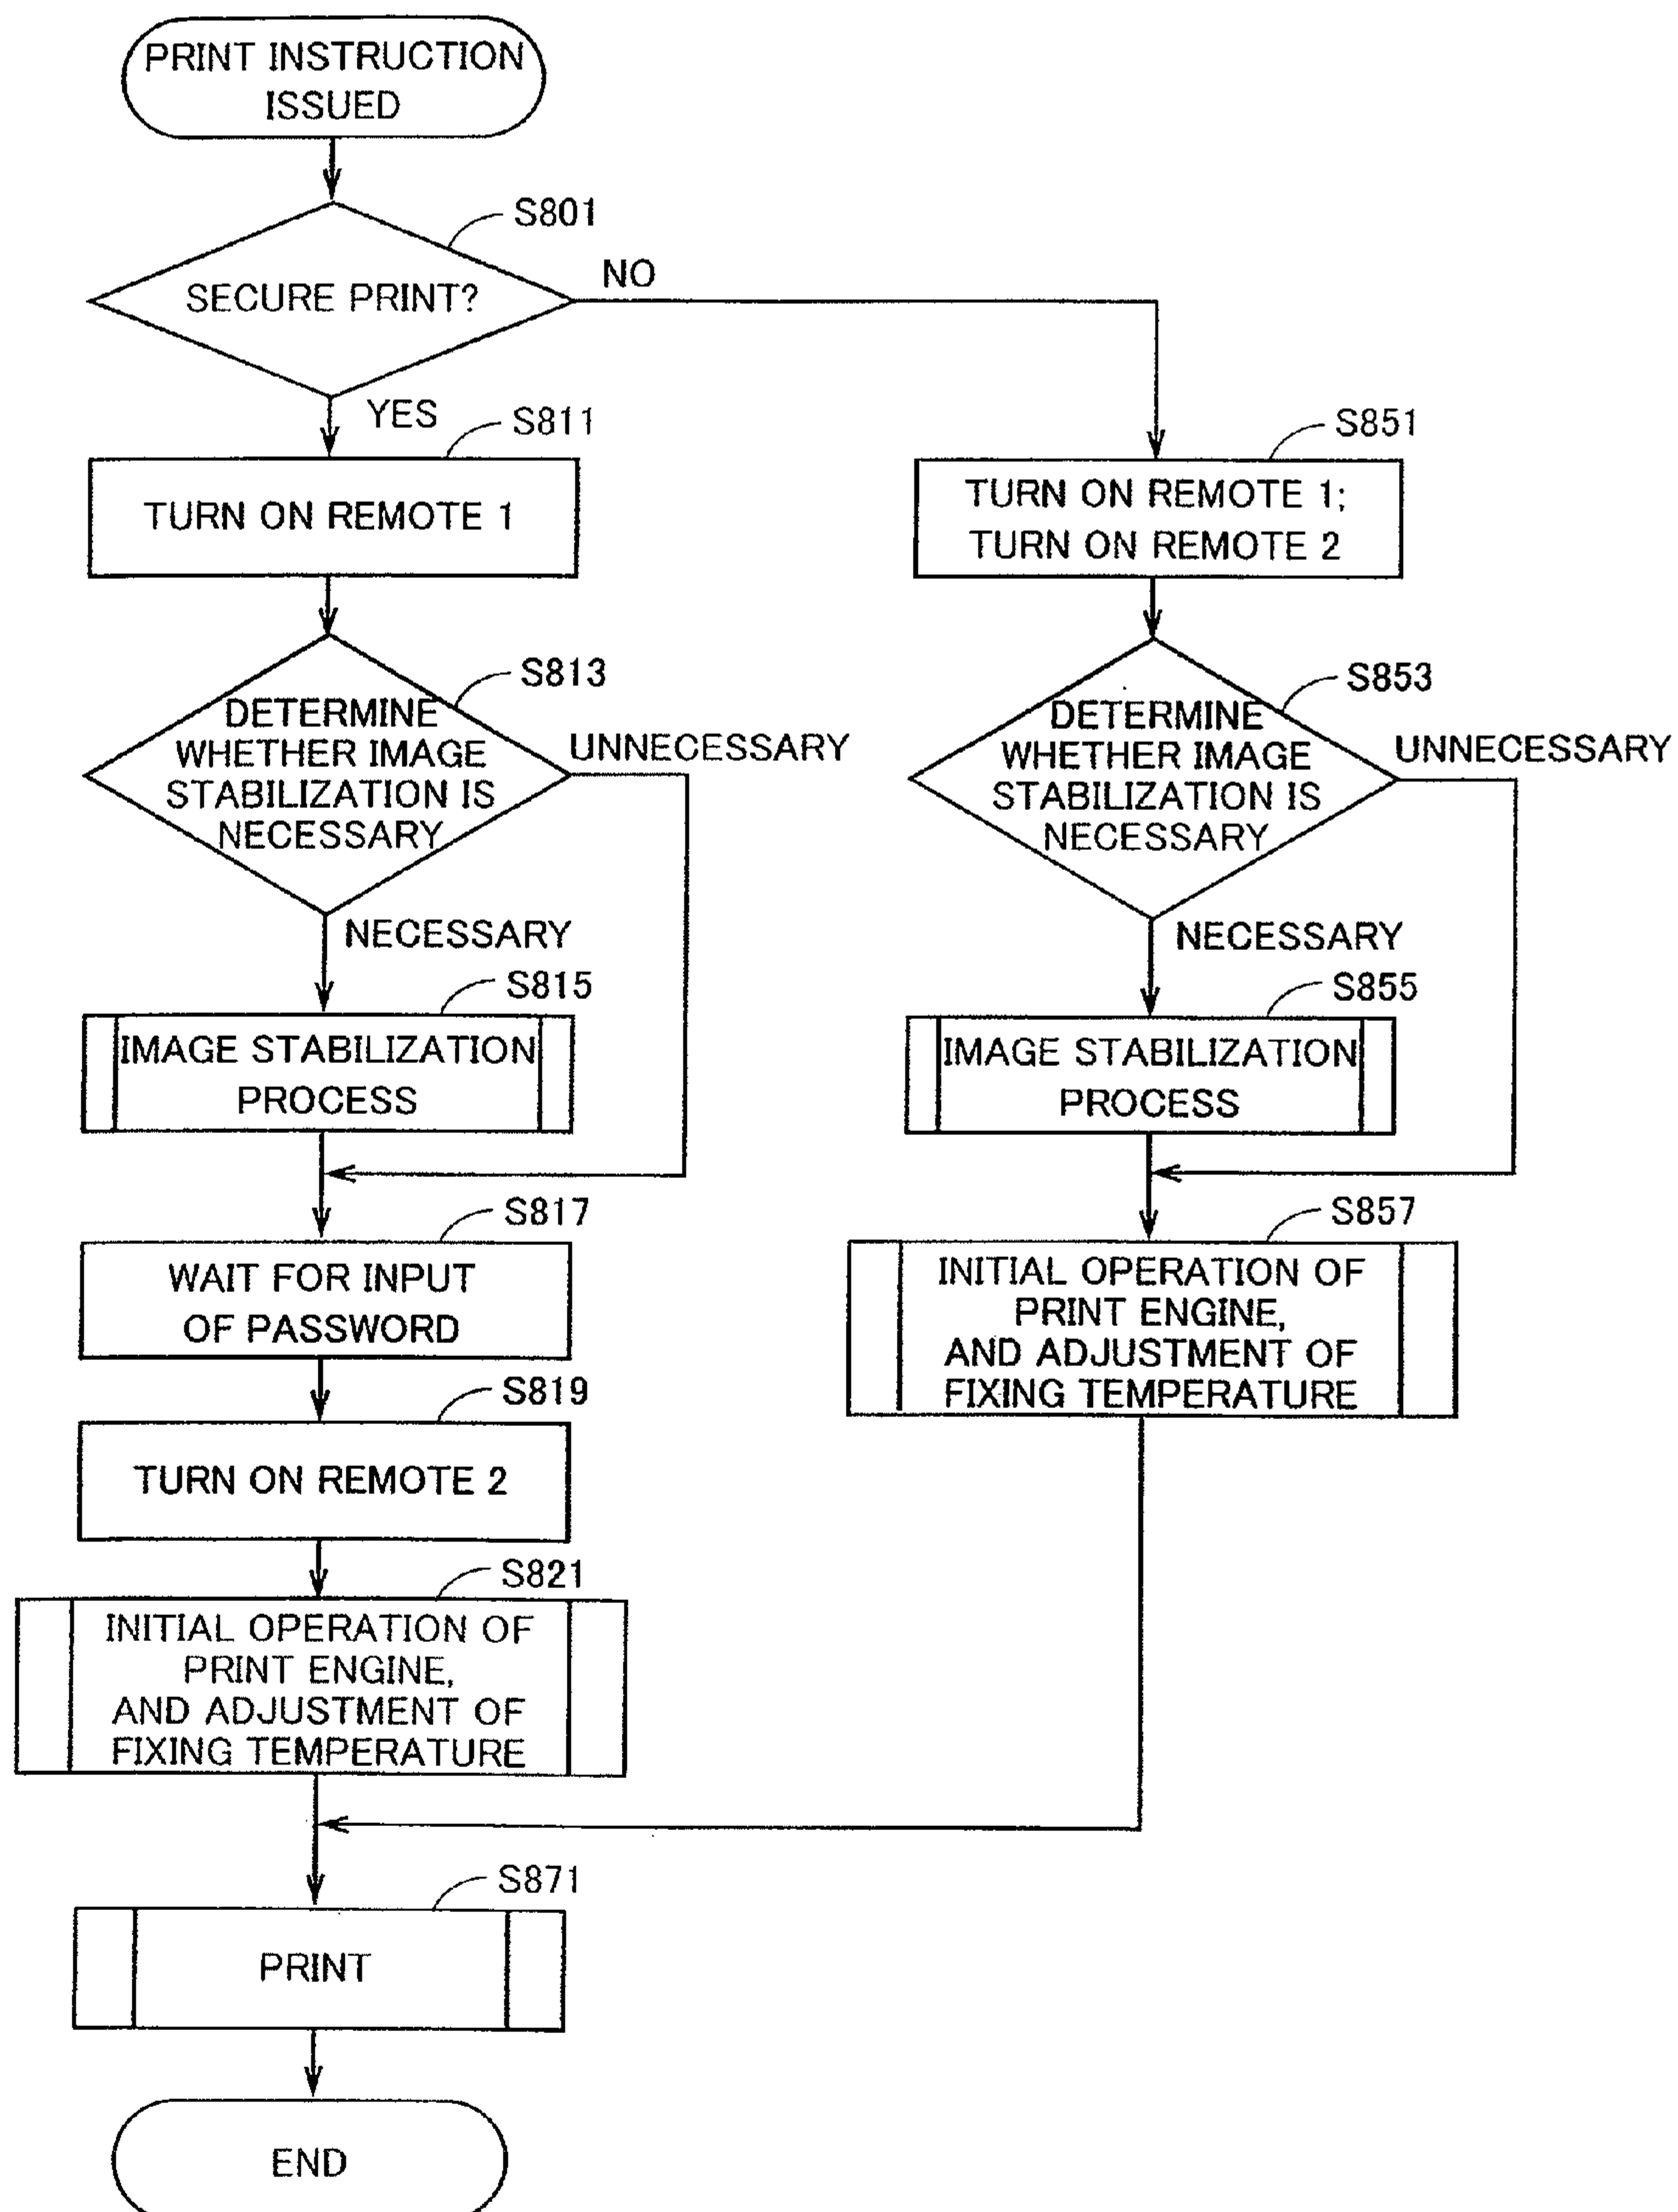 PRINT INSTRUCTION
ISSUED
S801
SECURE PRINT?
NO
YES
S811
TURN ON REMOTE 1
S813
DETERMINE
WHETHER IMAGE
STABILIZATION IS
NECESSARY
UNNECESSARY
NECESSARY
S815
IMAGE STABILIZATION
PROCESS
S817
WAIT FOR INPUT
OF PASSWORD
S819
TURN ON REMOTE 2
S821
INITIAL OPERATION OF
PRINT ENGINE,
AND ADJUSTMENT OF
FIXING TEMPERATURE
S851
TURN ON REMOTE 1;
TURN ON REMOTE 2
S853
DETERMINE
WHETHER IMAGE
STABILIZATION IS
NECESSARY
UNNECESSARY
NECESSARY
S855
IMAGE STABILIZATION
PROCESS
S857
INITIAL OPERATION OF
PRINT ENGINE,
AND ADJUSTMENT OF
FIXING TEMPERATURE
S871
PRINT
END